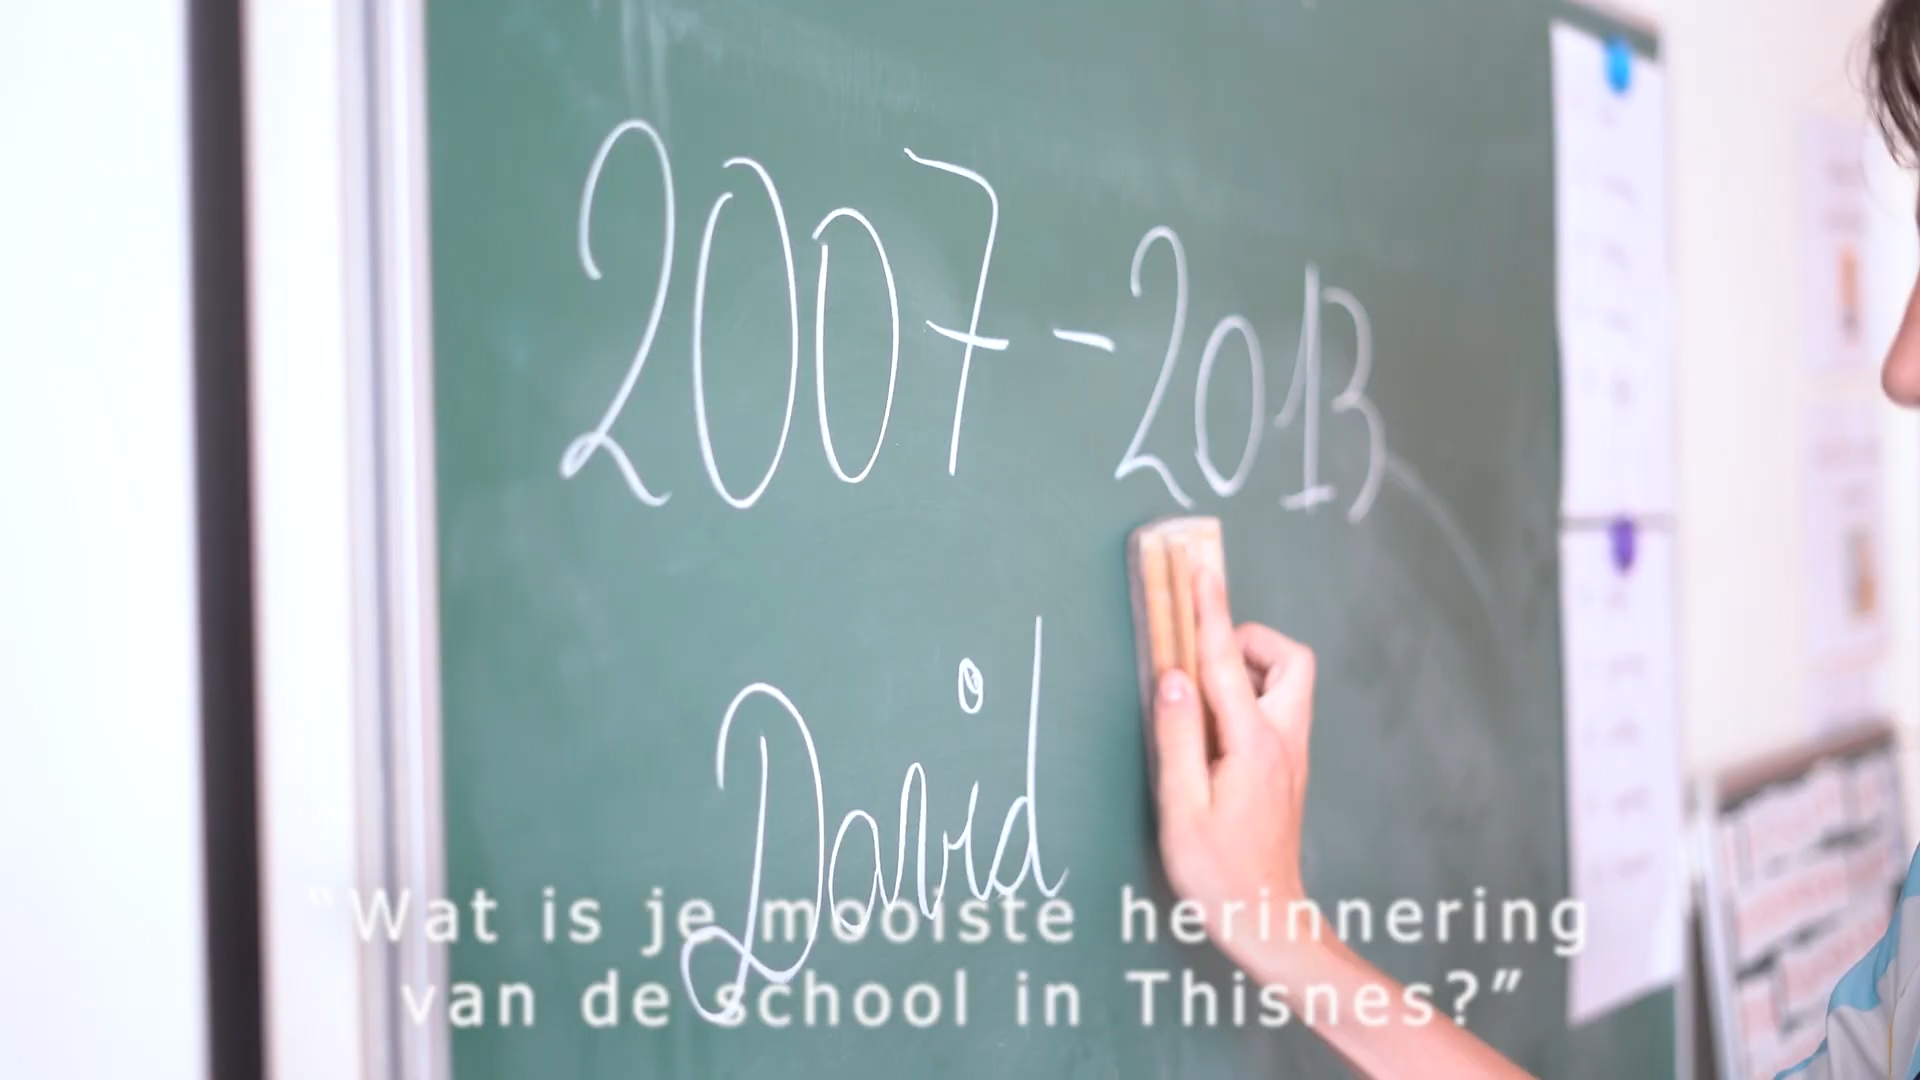 2007-2013
David
“Wat is je mooiste herinnering
van de school in Thisnes?”